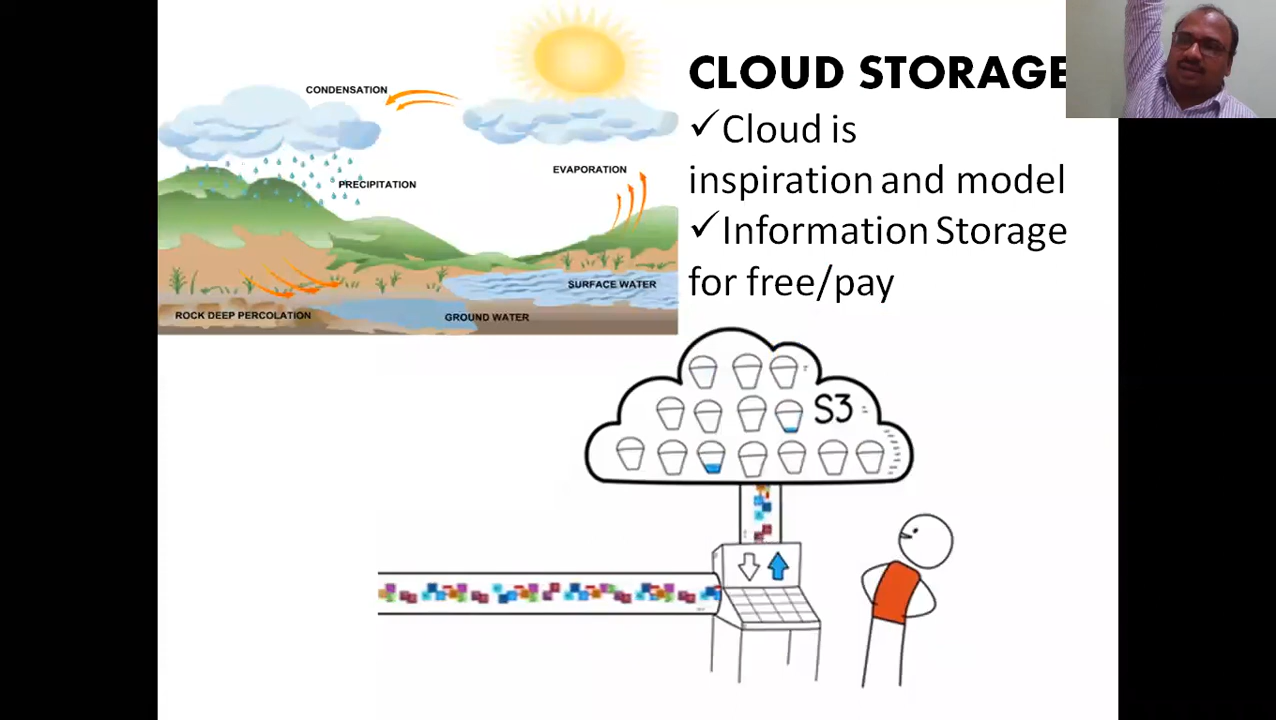 CLOUD STORAGE
✓Cloud is
inspiration and model
✓Information Storage
for free/pay
CONDENSATION
PRECIPITATION
EVAPORATION
SURFACE WATER
ROCK DEEP PERCOLATION
GROUND WATER
S3